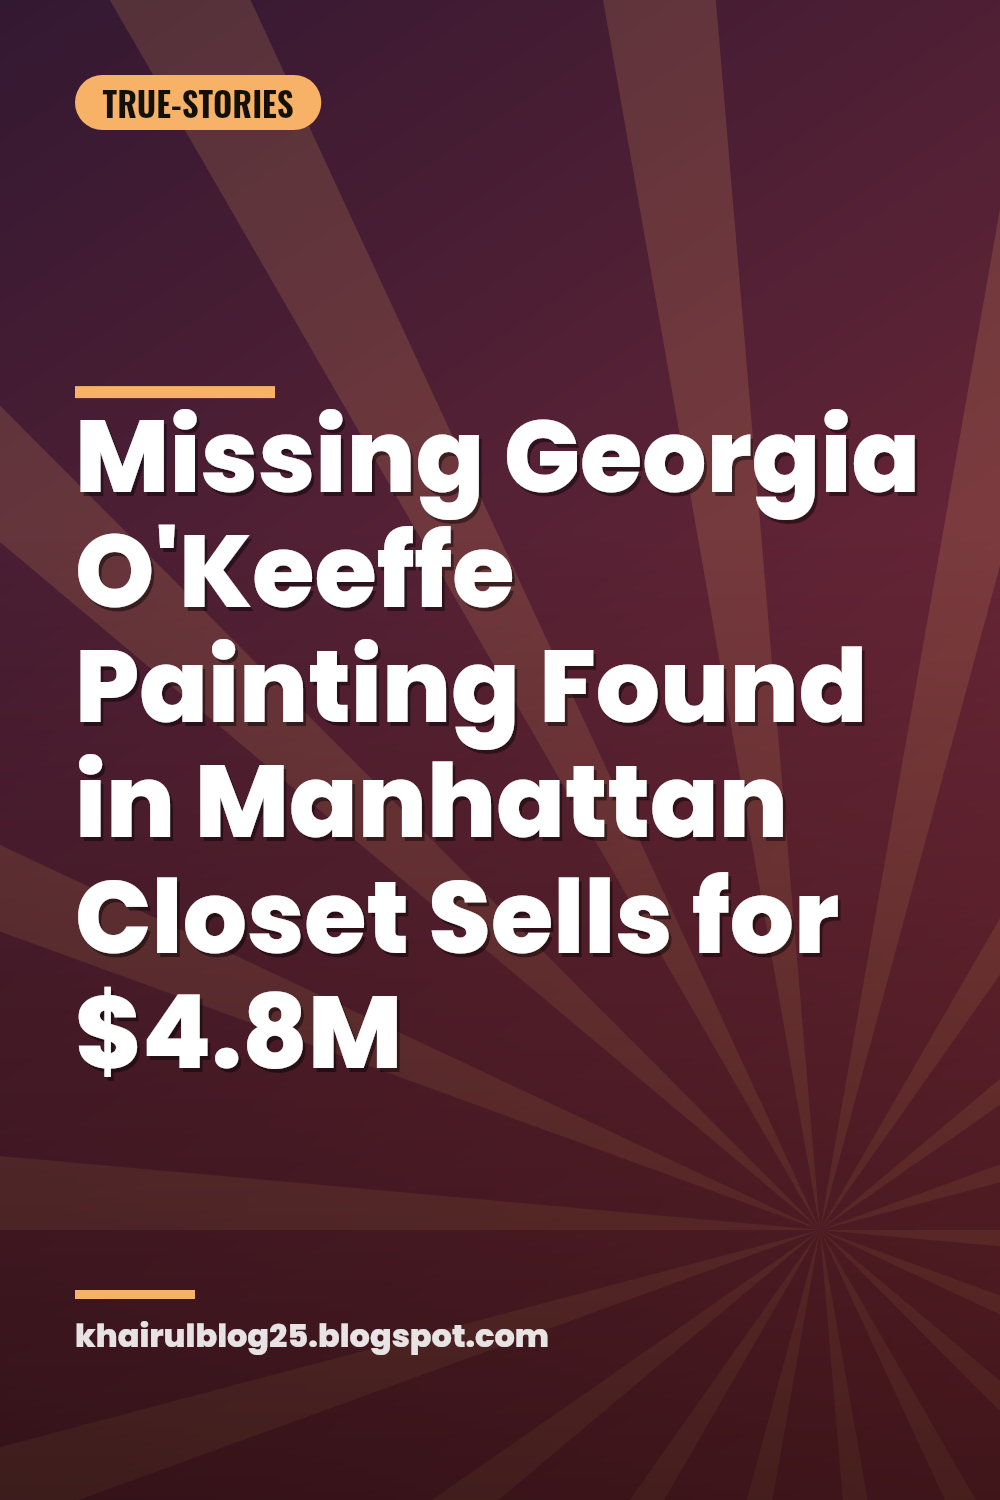 TRUE-STORIES
Missing Georgia
O'Keeffe
Painting Found
in Manhattan
Closet Sells for
$4.8M
khairulblog25.blogspot.com